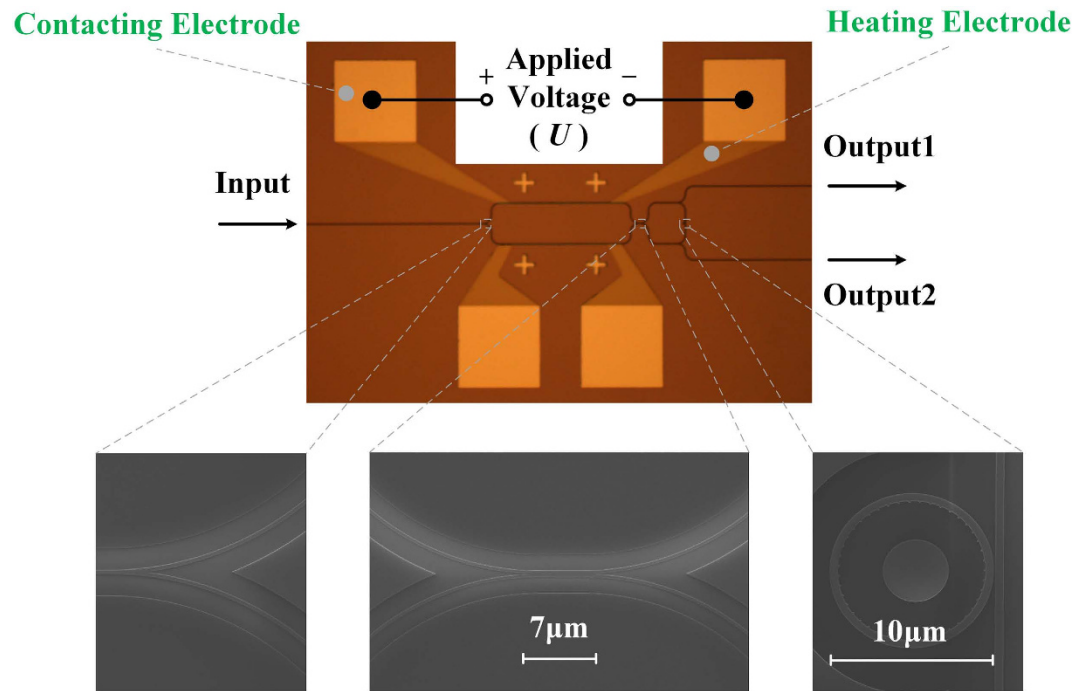 Contacting Electrode
Heating Electrode
+ Applied −
Voltage
( U )
Input
Output1
Output2
7μm
10μm